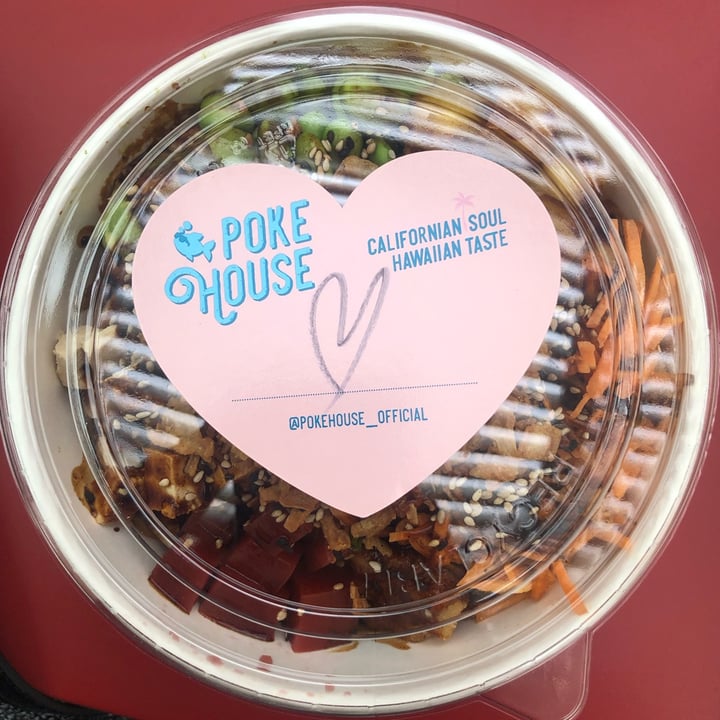 POKE
HOUSE
CALIFORNIAN SOUL
HAWAIIAN TASTE
@POKEHOUSE_OFFICIAL